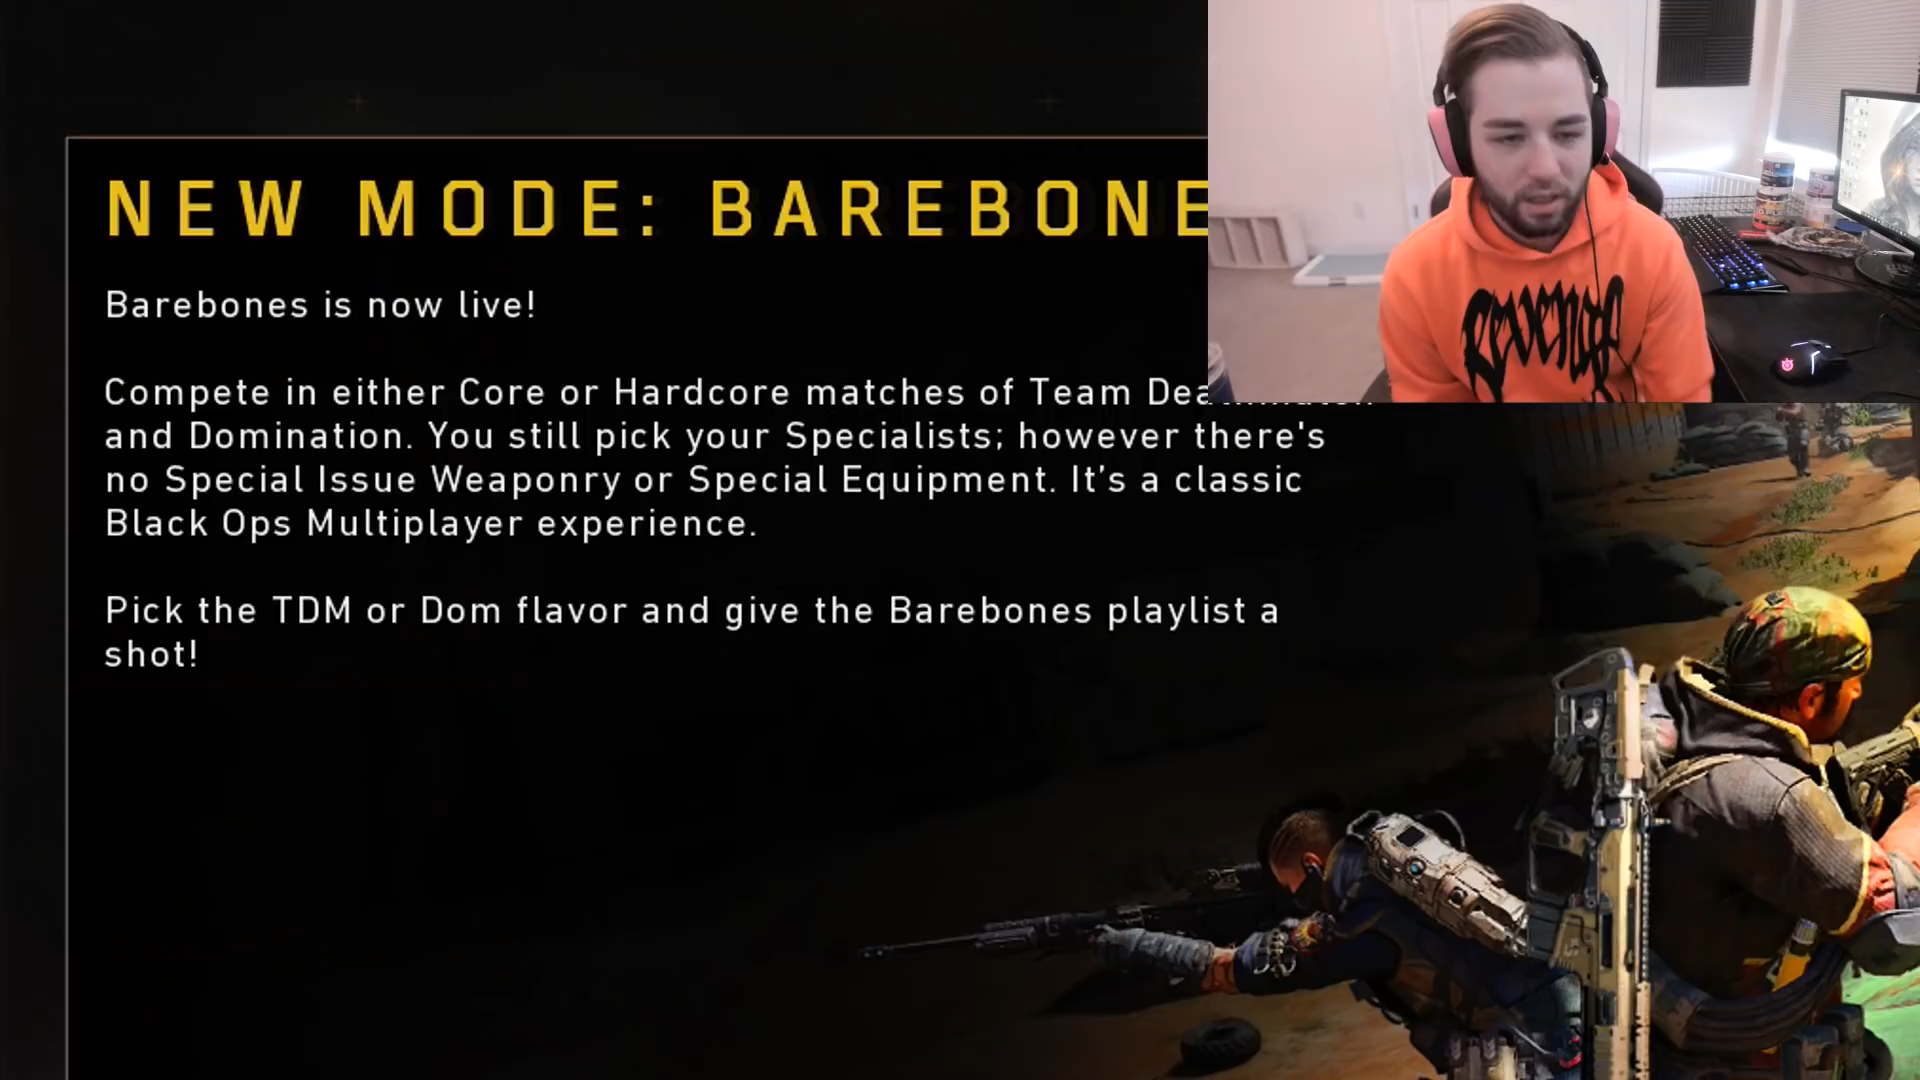 NEW MODE: BAREBONE
Barebones is now live!
Compete in either Core or Hardcore matches of Team
and Domination. You still pick your Specialists; however there's
no Special Issue Weaponry or Special Equipment. It’s a classic
Black Ops Multiplayer experience.
Pick the TDM or Dom flavor and give the Barebones playlist a
shot!
REVENGE